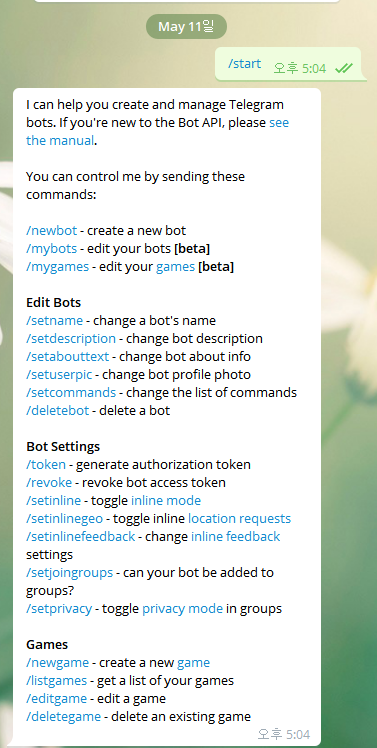 May 11일
/start 오후 5:04
I can help you create and manage Telegram
bots. If you're new to the Bot API, please see
the manual.
You can control me by sending these
commands:
/newbot - create a new bot
/mybots - edit your bots [beta]
/mygames - edit your games [beta]
Edit Bots
/setname - change a bot's name
/setdescription - change bot description
/setabouttext - change bot about info
/setuserpic - change bot profile photo
/setcommands - change the list of commands
/deletebot - delete a bot
Bot Settings
/token - generate authorization token
/revoke - revoke bot access token
/setinline - toggle inline mode
/setinlinegeo - toggle inline location requests
/setinlinefeedback - change inline feedback
settings
/setjoingroups - can your bot be added to
groups?
/setprivacy - toggle privacy mode in groups
Games
/newgame - create a new game
/listgames - get a list of your games
/editgame - edit a game
/deletegame - delete an existing game
오후 5:04